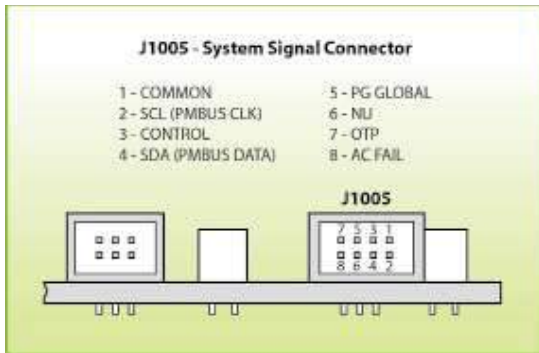 J1005 - System Signal Connector
1 - COMMON
2 - SCL (PMBUS CLK)
3 - CONTROL
4 - SDA (PMBUS DATA)
5 - PG GLOBAL
6 - NU
7 - OTP
8 - AC FAIL
J1005
7 5 3 1
8 6 4 2